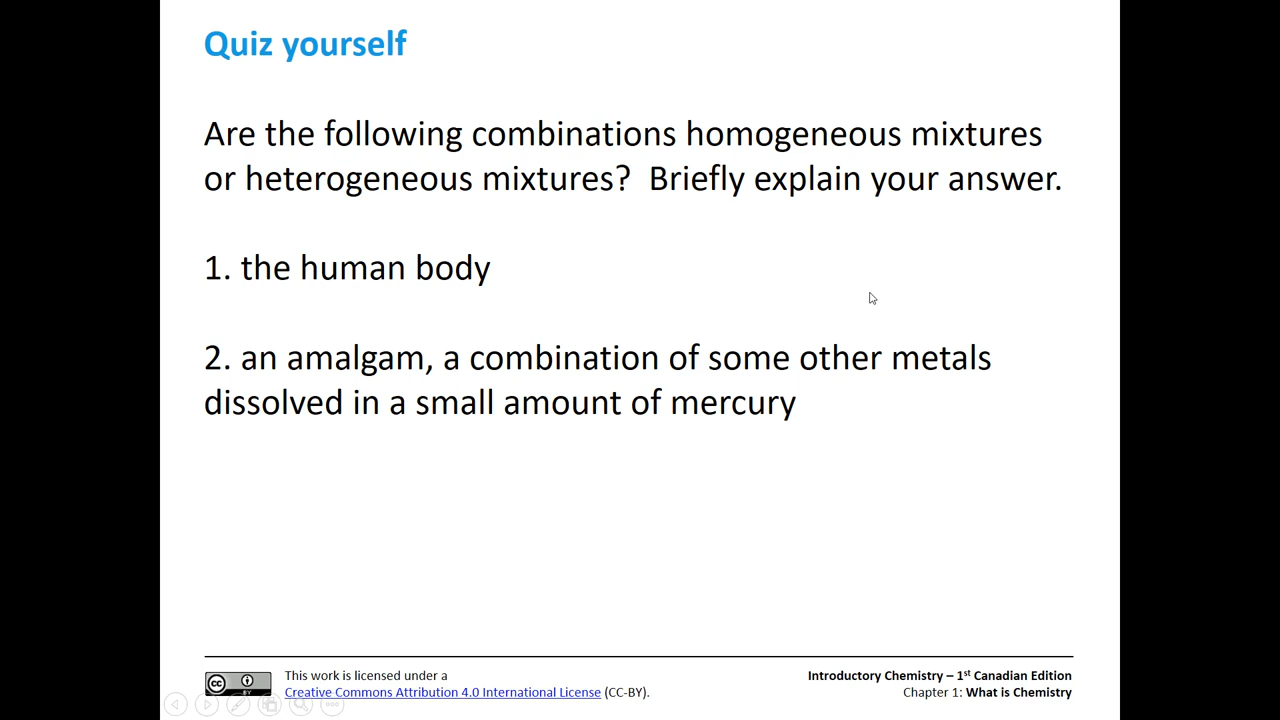 Quiz yourself
Are the following combinations homogeneous mixtures
or heterogeneous mixtures?  Briefly explain your answer.
1. the human body
2. an amalgam, a combination of some other metals
dissolved in a small amount of mercury
cc BY
This work is licensed under a
Creative Commons Attribution 4.0 International License (CC-BY).
Introductory Chemistry – 1st Canadian Edition
Chapter 1: What is Chemistry